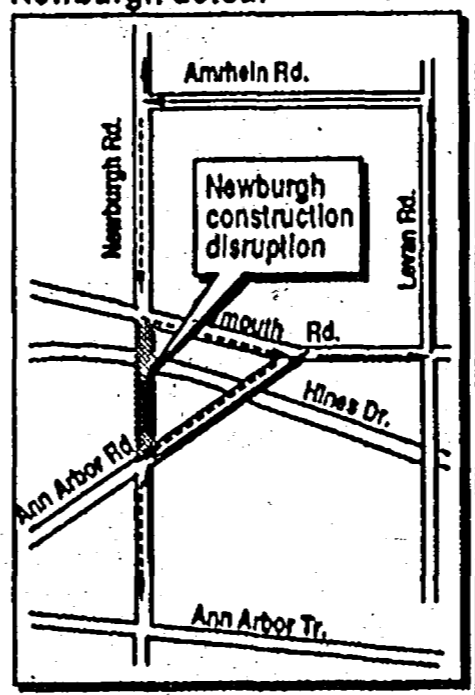 Newburgh detour
Amrhein Rd.
Newburgh Rd.
Newburgh
construction
disruption
Levan Rd.
mouth Rd.
Hines Dr.
Ann Arbor Rd.
Ann Arbor Tr.